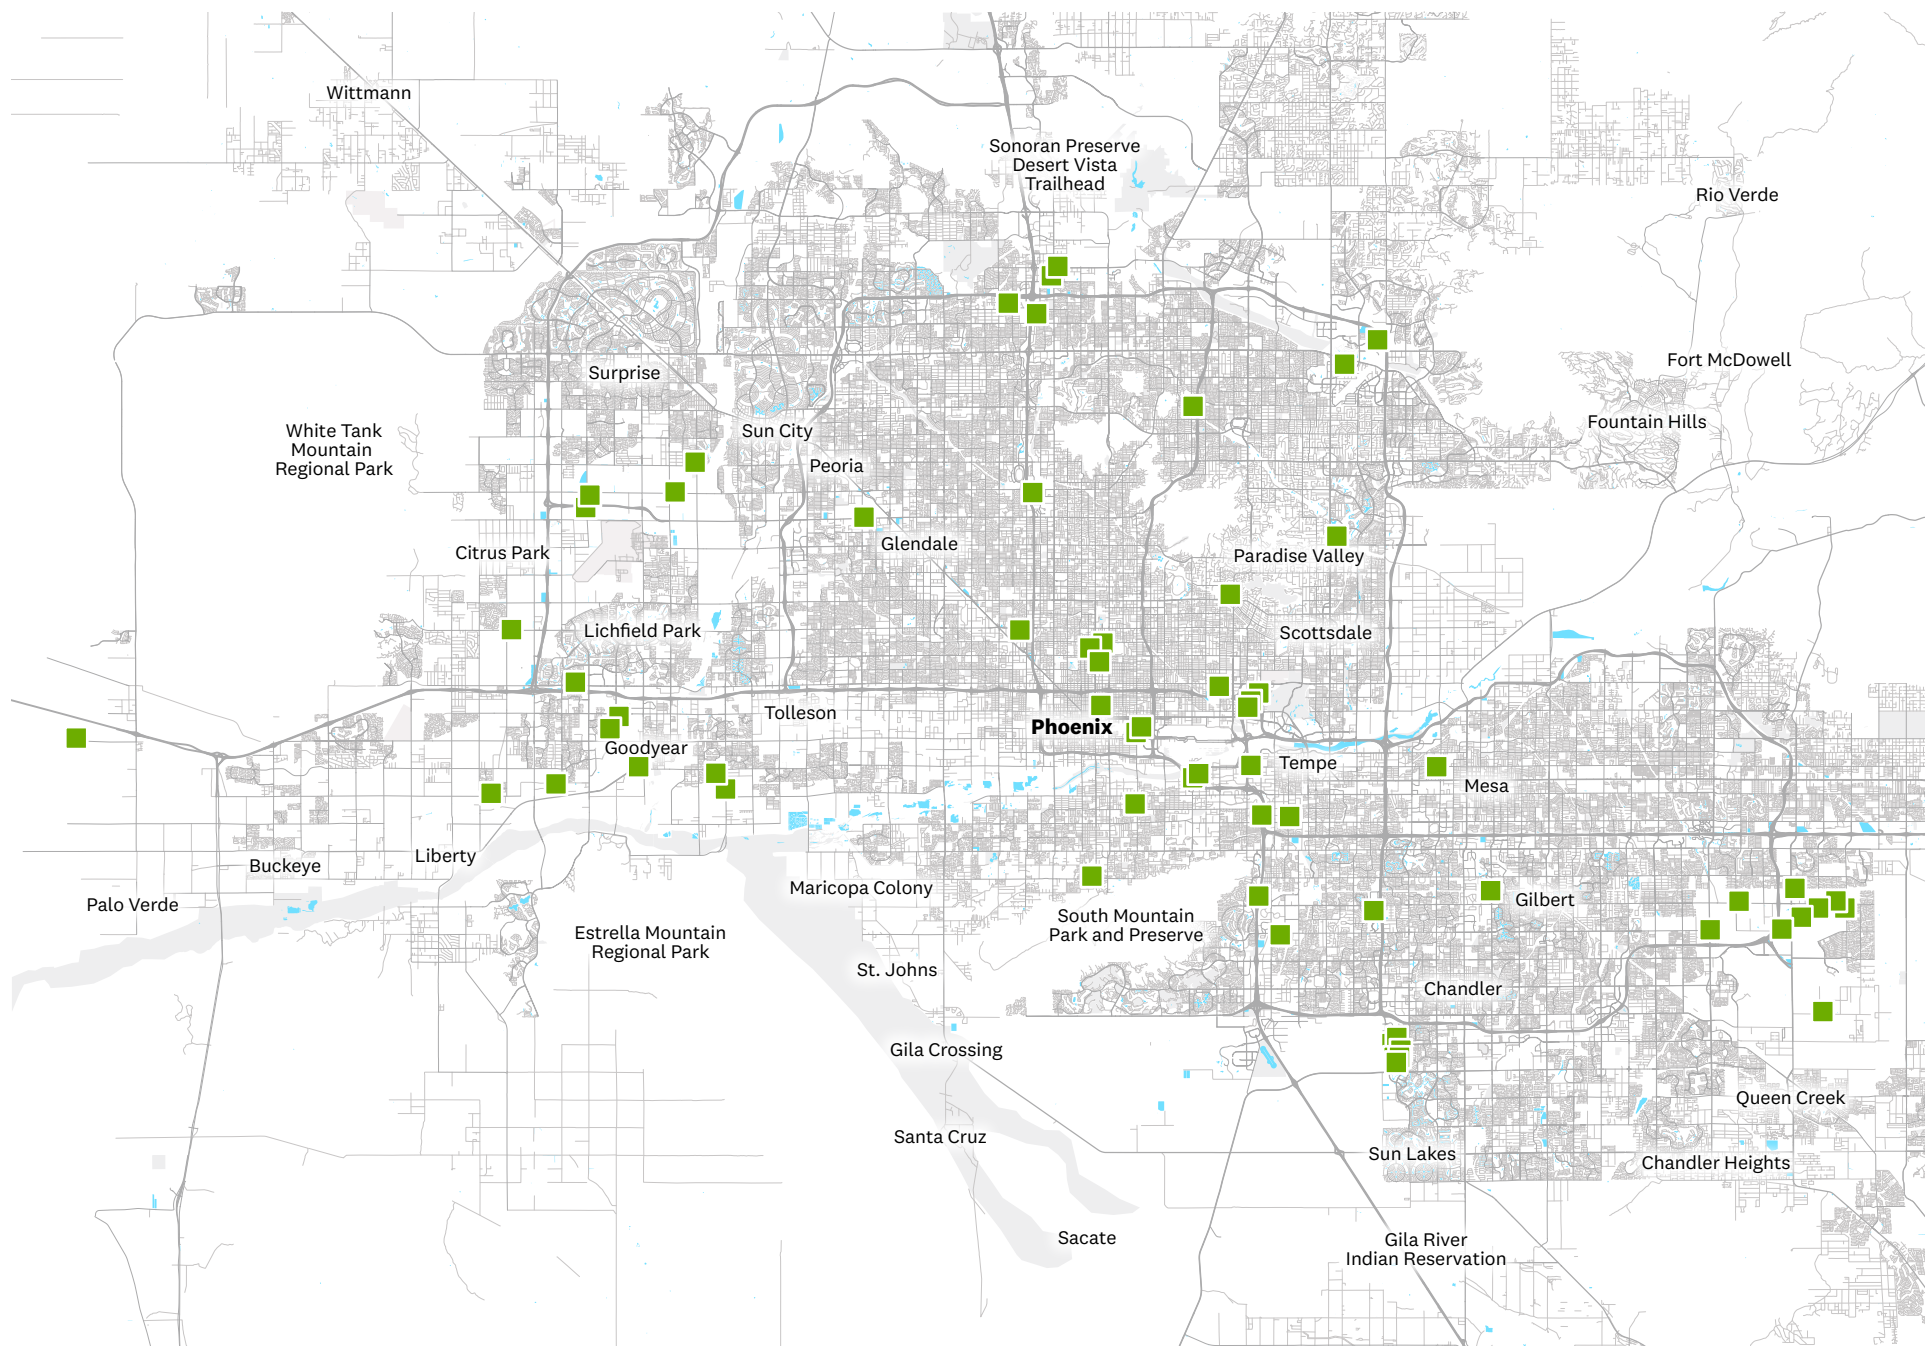 Wittmann
Sonoran Preserve
Desert Vista
Trailhead
Rio Verde
Fort McDowell
Surprise
Fountain Hills
White Tank
Mountain
Regional Park
Sun City
Peoria
Glendale
Citrus Park
Paradise Valley
Lichfield Park
Scottsdale
Tolleson
Phoenix
Goodyear
Tempe
Mesa
Liberty
Buckeye
Maricopa Colony
Palo Verde
Gilbert
South Mountain
Park and Preserve
Estrella Mountain
Regional Park
St. Johns
Chandler
Gila Crossing
Queen Creek
Santa Cruz
Sun Lakes
Chandler Heights
Sacate
Gila River
Indian Reservation